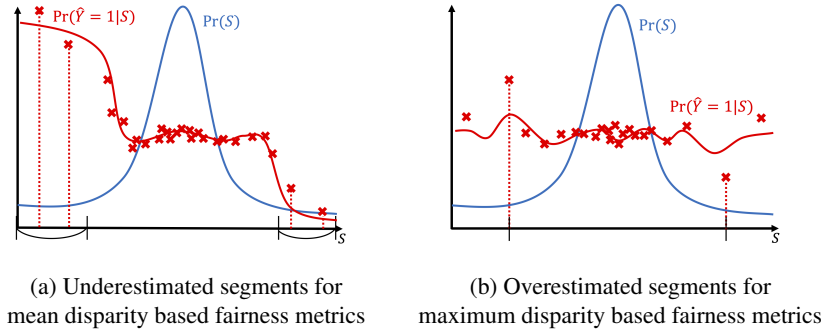 Pr(Ŷ = 1|S)
Pr(S)
S
(a) Underestimated segments for
mean disparity based fairness metrics
Pr(S)
Pr(Ŷ = 1|S)
S
(b) Overestimated segments for
maximum disparity based fairness metrics